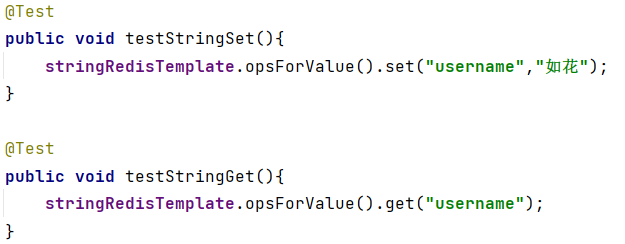 @Test
public void testStringSet(){
    stringRedisTemplate.opsForValue().set("username","如花");
}

@Test
public void testStringGet(){
    stringRedisTemplate.opsForValue().get("username");
}